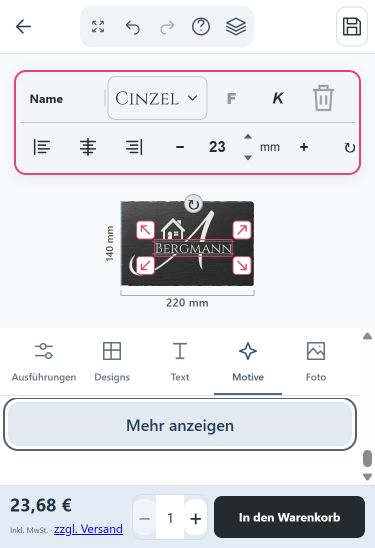 Name
CINZEL
F
K
23
mm
140 mm
A
BERGMANN
220 mm
Ausführungen
Designs
Text
Motive
Foto
Mehr anzeigen
23,68 €
Inkl. MwSt. · zzgl. Versand
1
In den Warenkorb